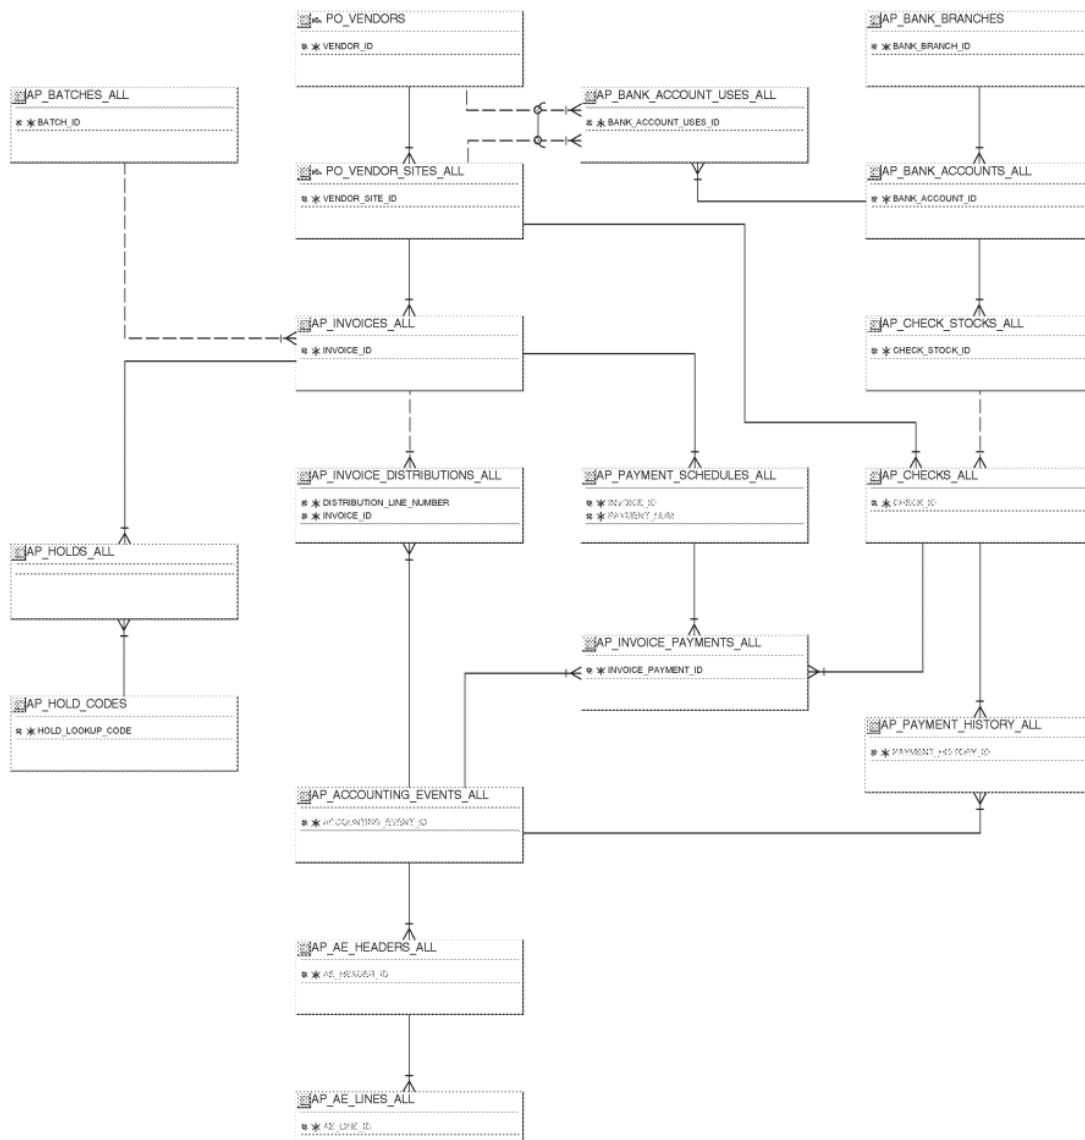 PO_VENDORS
VENDOR_ID
AP_BANK_BRANCHES
BANK_BRANCH_ID
AP_BATCHES_ALL
BATCH_ID
AP_BANK_ACCOUNT_USES_ALL
BANK_ACCOUNT_USES_ID
PO_VENDOR_SITES_ALL
VENDOR_SITE_ID
AP_BANK_ACCOUNTS_ALL
BANK_ACCOUNT_ID
AP_INVOICES_ALL
INVOICE_ID
AP_CHECK_STOCKS_ALL
CHECK_STOCK_ID
AP_INVOICE_DISTRIBUTIONS_ALL
DISTRIBUTION_LINE_NUMBER
INVOICE_ID
AP_PAYMENT_SCHEDULES_ALL
INVOICE_ID
PAYMENT_NUM
AP_CHECKS_ALL
CHECK_ID
AP_HOLDS_ALL
AP_INVOICE_PAYMENTS_ALL
INVOICE_PAYMENT_ID
AP_HOLD_CODES
HOLD_LOOKUP_CODE
AP_PAYMENT_HISTORY_ALL
PAYMENT_HISTORY_ID
AP_ACCOUNTING_EVENTS_ALL
ACCOUNTING_EVENT_ID
AP_AE_HEADERS_ALL
AE_HEADER_ID
AP_AE_LINES_ALL
AE_LINE_ID